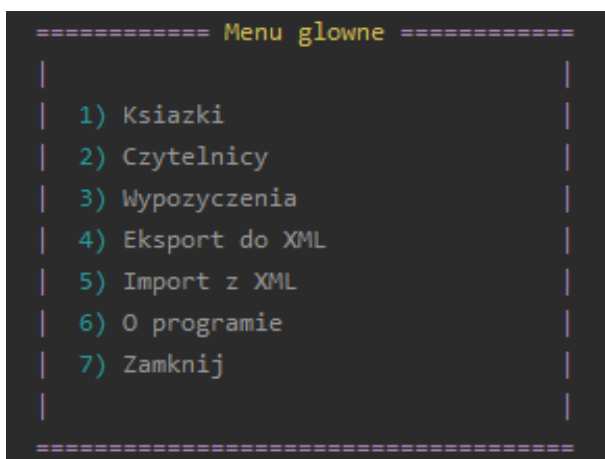 ============ Menu glowne ============
|                                   |
|  1) Ksiazki                       |
|  2) Czytelnicy                    |
|  3) Wypozyczenia                  |
|  4) Eksport do XML                |
|  5) Import z XML                  |
|  6) O programie                   |
|  7) Zamknij                       |
|                                   |
=====================================